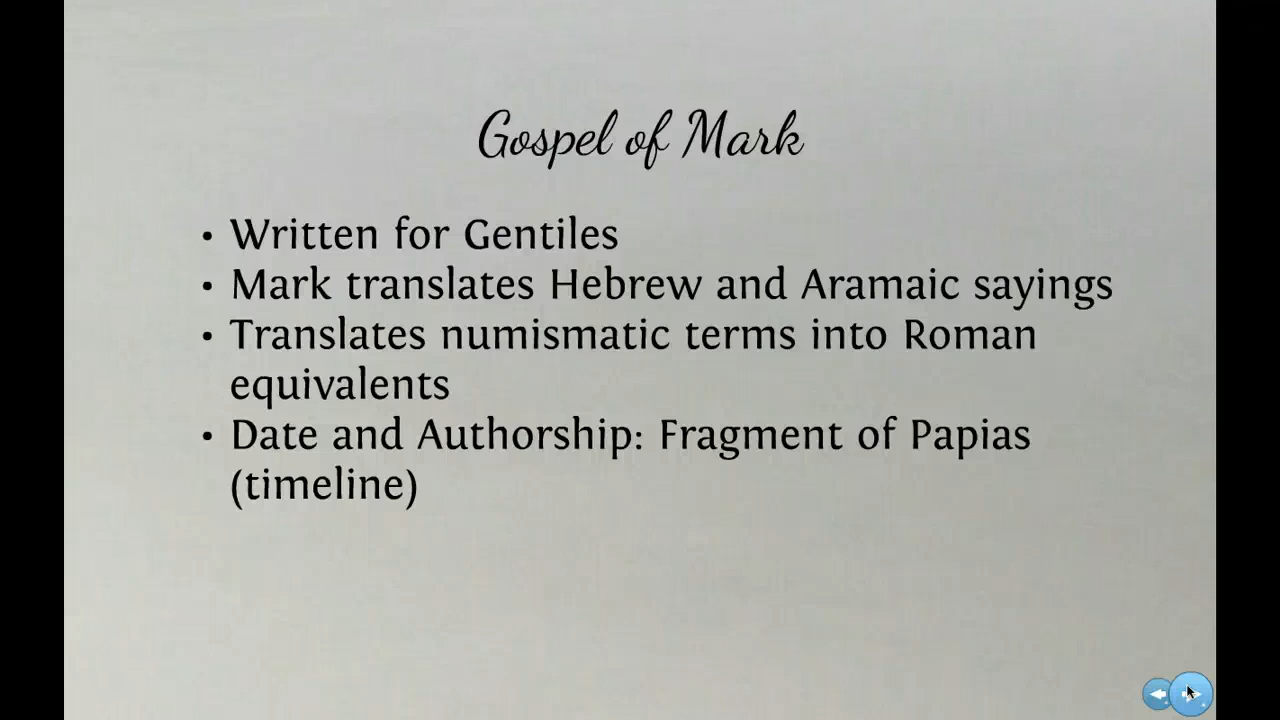 Gospel of Mark
• Written for Gentiles
• Mark translates Hebrew and Aramaic sayings
• Translates numismatic terms into Roman
equivalents
• Date and Authorship: Fragment of Papias
(timeline)